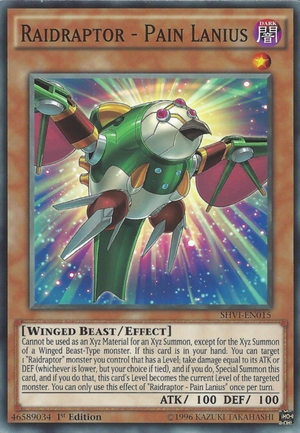 Raidraptor - Pain Lanius
DARK
闇
SHVI-EN015
[Winged Beast/Effect]
Cannot be used as an Xyz Material for an Xyz Summon, except for the Xyz Summon
of a Winged Beast-Type monster. If this card is in your hand: You can target
1 "Raidraptor" monster you control that has a Level; take damage equal to its ATK or
DEF (whichever is lower, but your choice if tied), and if you do, Special Summon this
card, and if you do that, this card's Level becomes the current Level of the targeted
monster. You can only use this effect of "Raidraptor - Pain Lanius" once per turn.
ATK/ 100 DEF/ 100
46589034 1st Edition ©1996 KAZUKI TAKAHASHI